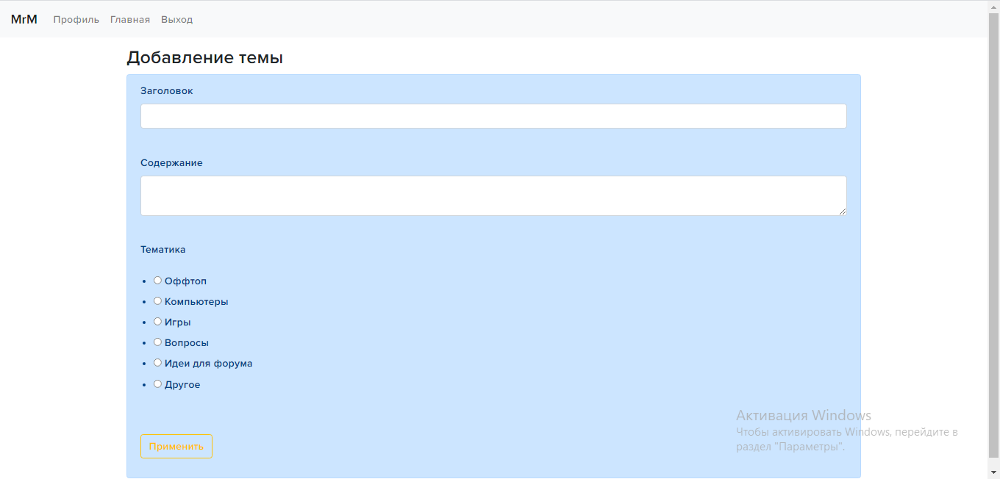 MrM Профиль Главная Выход
Добавление темы
Заголовок
Содержание
Тематика
Оффтоп
Компьютеры
Игры
Вопросы
Идеи для форума
Другое
Применить
Активация Windows
Чтобы активировать Windows, перейдите в
раздел "Параметры".